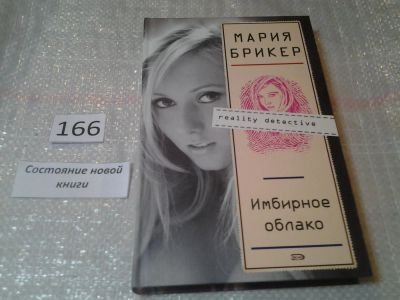 МАРИЯ
БРИКЕР
reality detective
Имбирное
облако
166
Состояние новой
книги